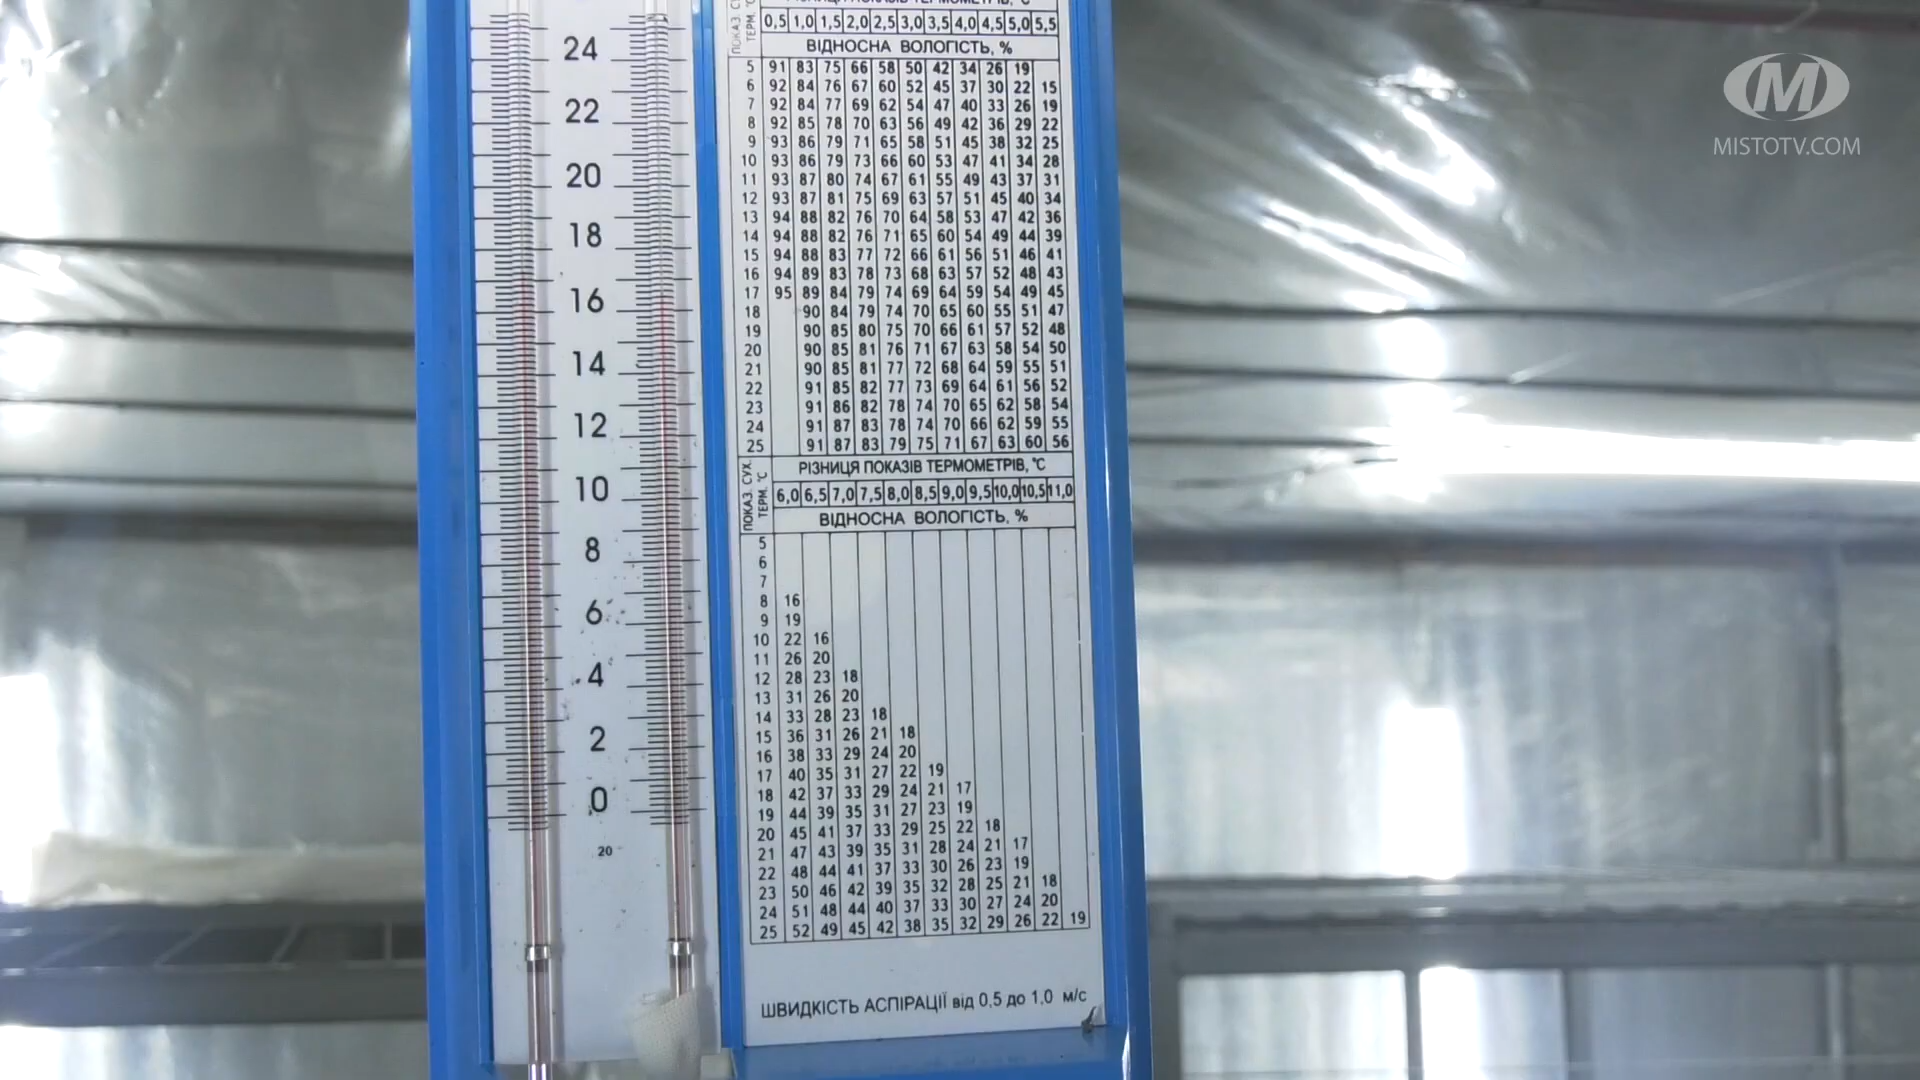 РІЗНИЦЯ ПОКАЗІВ ТЕРМОМЕТРІВ, °С
ПОКАЗ. СУ
ТЕРМ. °С
0,5 1,0 1,5 2,0 2,5 3,0 3,5 4,0 4,5 5,0 5,5
ВІДНОСНА ВОЛОГІСТЬ, %
5 91 83 75 66 58 50 42 34 26 19
6 92 84 76 67 60 52 45 37 30 22 15
7 92 84 77 69 62 54 47 40 33 26 19
8 92 85 78 70 63 56 49 42 36 29 22
9 93 86 79 71 65 58 51 45 38 32 25
10 93 86 79 73 66 60 53 47 41 34 28
11 93 87 80 74 67 61 55 49 43 37 31
12 93 87 81 75 69 63 57 51 45 40 34
13 94 88 82 76 70 64 58 53 47 42 36
14 94 88 82 76 71 65 60 54 49 44 39
15 94 88 83 77 72 66 61 56 51 46 41
16 94 89 83 78 73 68 63 57 52 48 43
17 95 89 84 79 74 69 64 59 54 49 45
18 90 84 79 74 70 65 60 55 51 47
19 90 85 80 75 70 66 61 57 52 48
20 90 85 81 76 71 67 63 58 54 50
21 90 85 81 77 72 68 64 59 55 51
22 91 85 82 77 73 69 64 61 56 52
23 91 86 82 78 74 70 65 62 58 54
24 91 87 83 78 74 70 66 62 59 55
25 91 87 83 79 75 71 67 63 60 56
ПОКАЗ. СУХ.
ТЕРМ. °С
РІЗНИЦЯ ПОКАЗІВ ТЕРМОМЕТРІВ, °С
6,0 6,5 7,0 7,5 8,0 8,5 9,0 9,5 10,0 10,5 11,0
ВІДНОСНА ВОЛОГІСТЬ, %
5
6
7
8 16
9 19
10 22 16
11 26 20
12 28 23 18
13 31 26 20
14 33 28 23 18
15 36 31 26 21 18
16 38 33 29 24 20
17 40 35 31 27 22 19
18 42 37 33 29 24 21 17
19 44 39 35 31 27 23 19
20 45 41 37 33 29 25 22 18
21 47 43 39 35 31 28 24 21 17
22 48 44 41 37 33 30 26 23 19
23 50 46 42 39 35 32 28 25 21 18
24 51 48 44 40 37 33 30 27 24 20
25 52 49 45 42 38 35 32 29 26 22 19
ШВИДКІСТЬ АСПІРАЦІЇ від 0,5 до 1,0 м/с
24
22
20
18
16
14
12
10
8
6
4
2
0
20
M
MISTOTV.COM